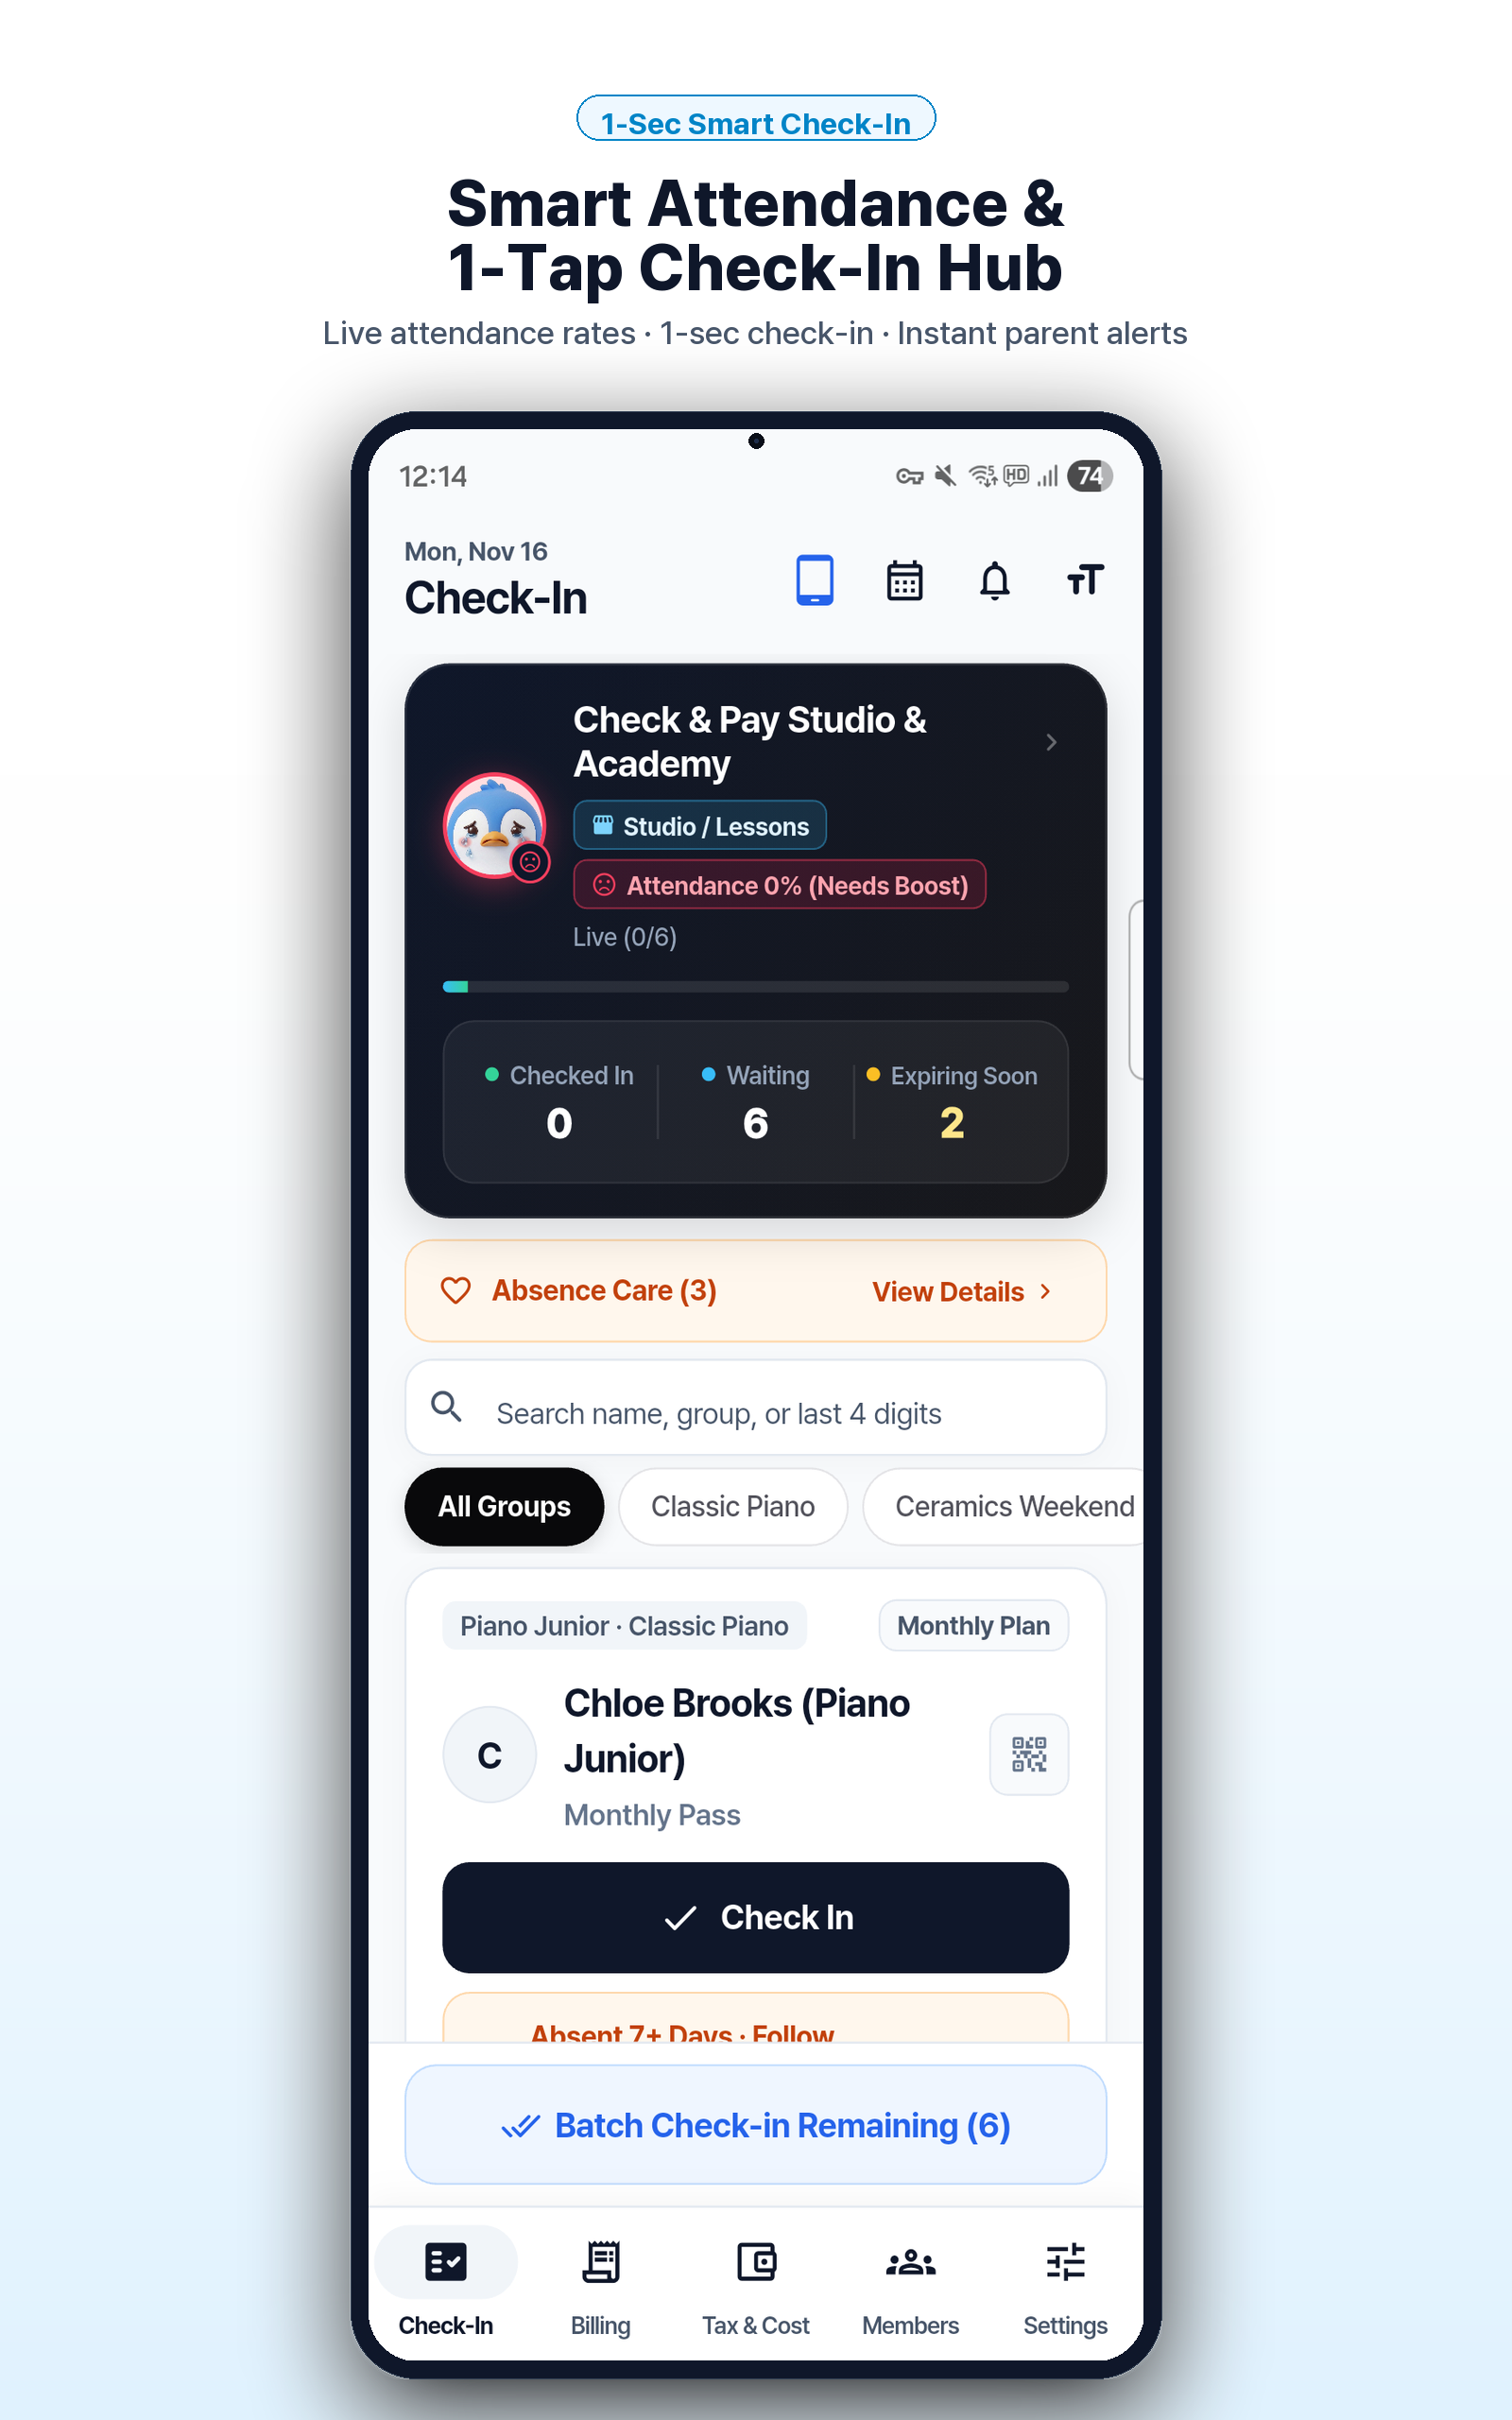 1-Sec Smart Check-In
Smart Attendance &
1-Tap Check-In Hub
Live attendance rates · 1-sec check-in · Instant parent alerts
12:14
5
HD
74
Mon, Nov 16
Check-In
Check & Pay Studio &
Academy
Studio / Lessons
Attendance 0% (Needs Boost)
Live (0/6)
Checked In
0
Waiting
6
Expiring Soon
2
Absence Care (3)
View Details
Search name, group, or last 4 digits
All Groups
Classic Piano
Ceramics Weekend
Piano Junior · Classic Piano
Monthly Plan
C
Chloe Brooks (Piano
Junior)
Monthly Pass
Check In
Absent 7+ Days · Follow
Batch Check-in Remaining (6)
Check-In
Billing
Tax & Cost
Members
Settings